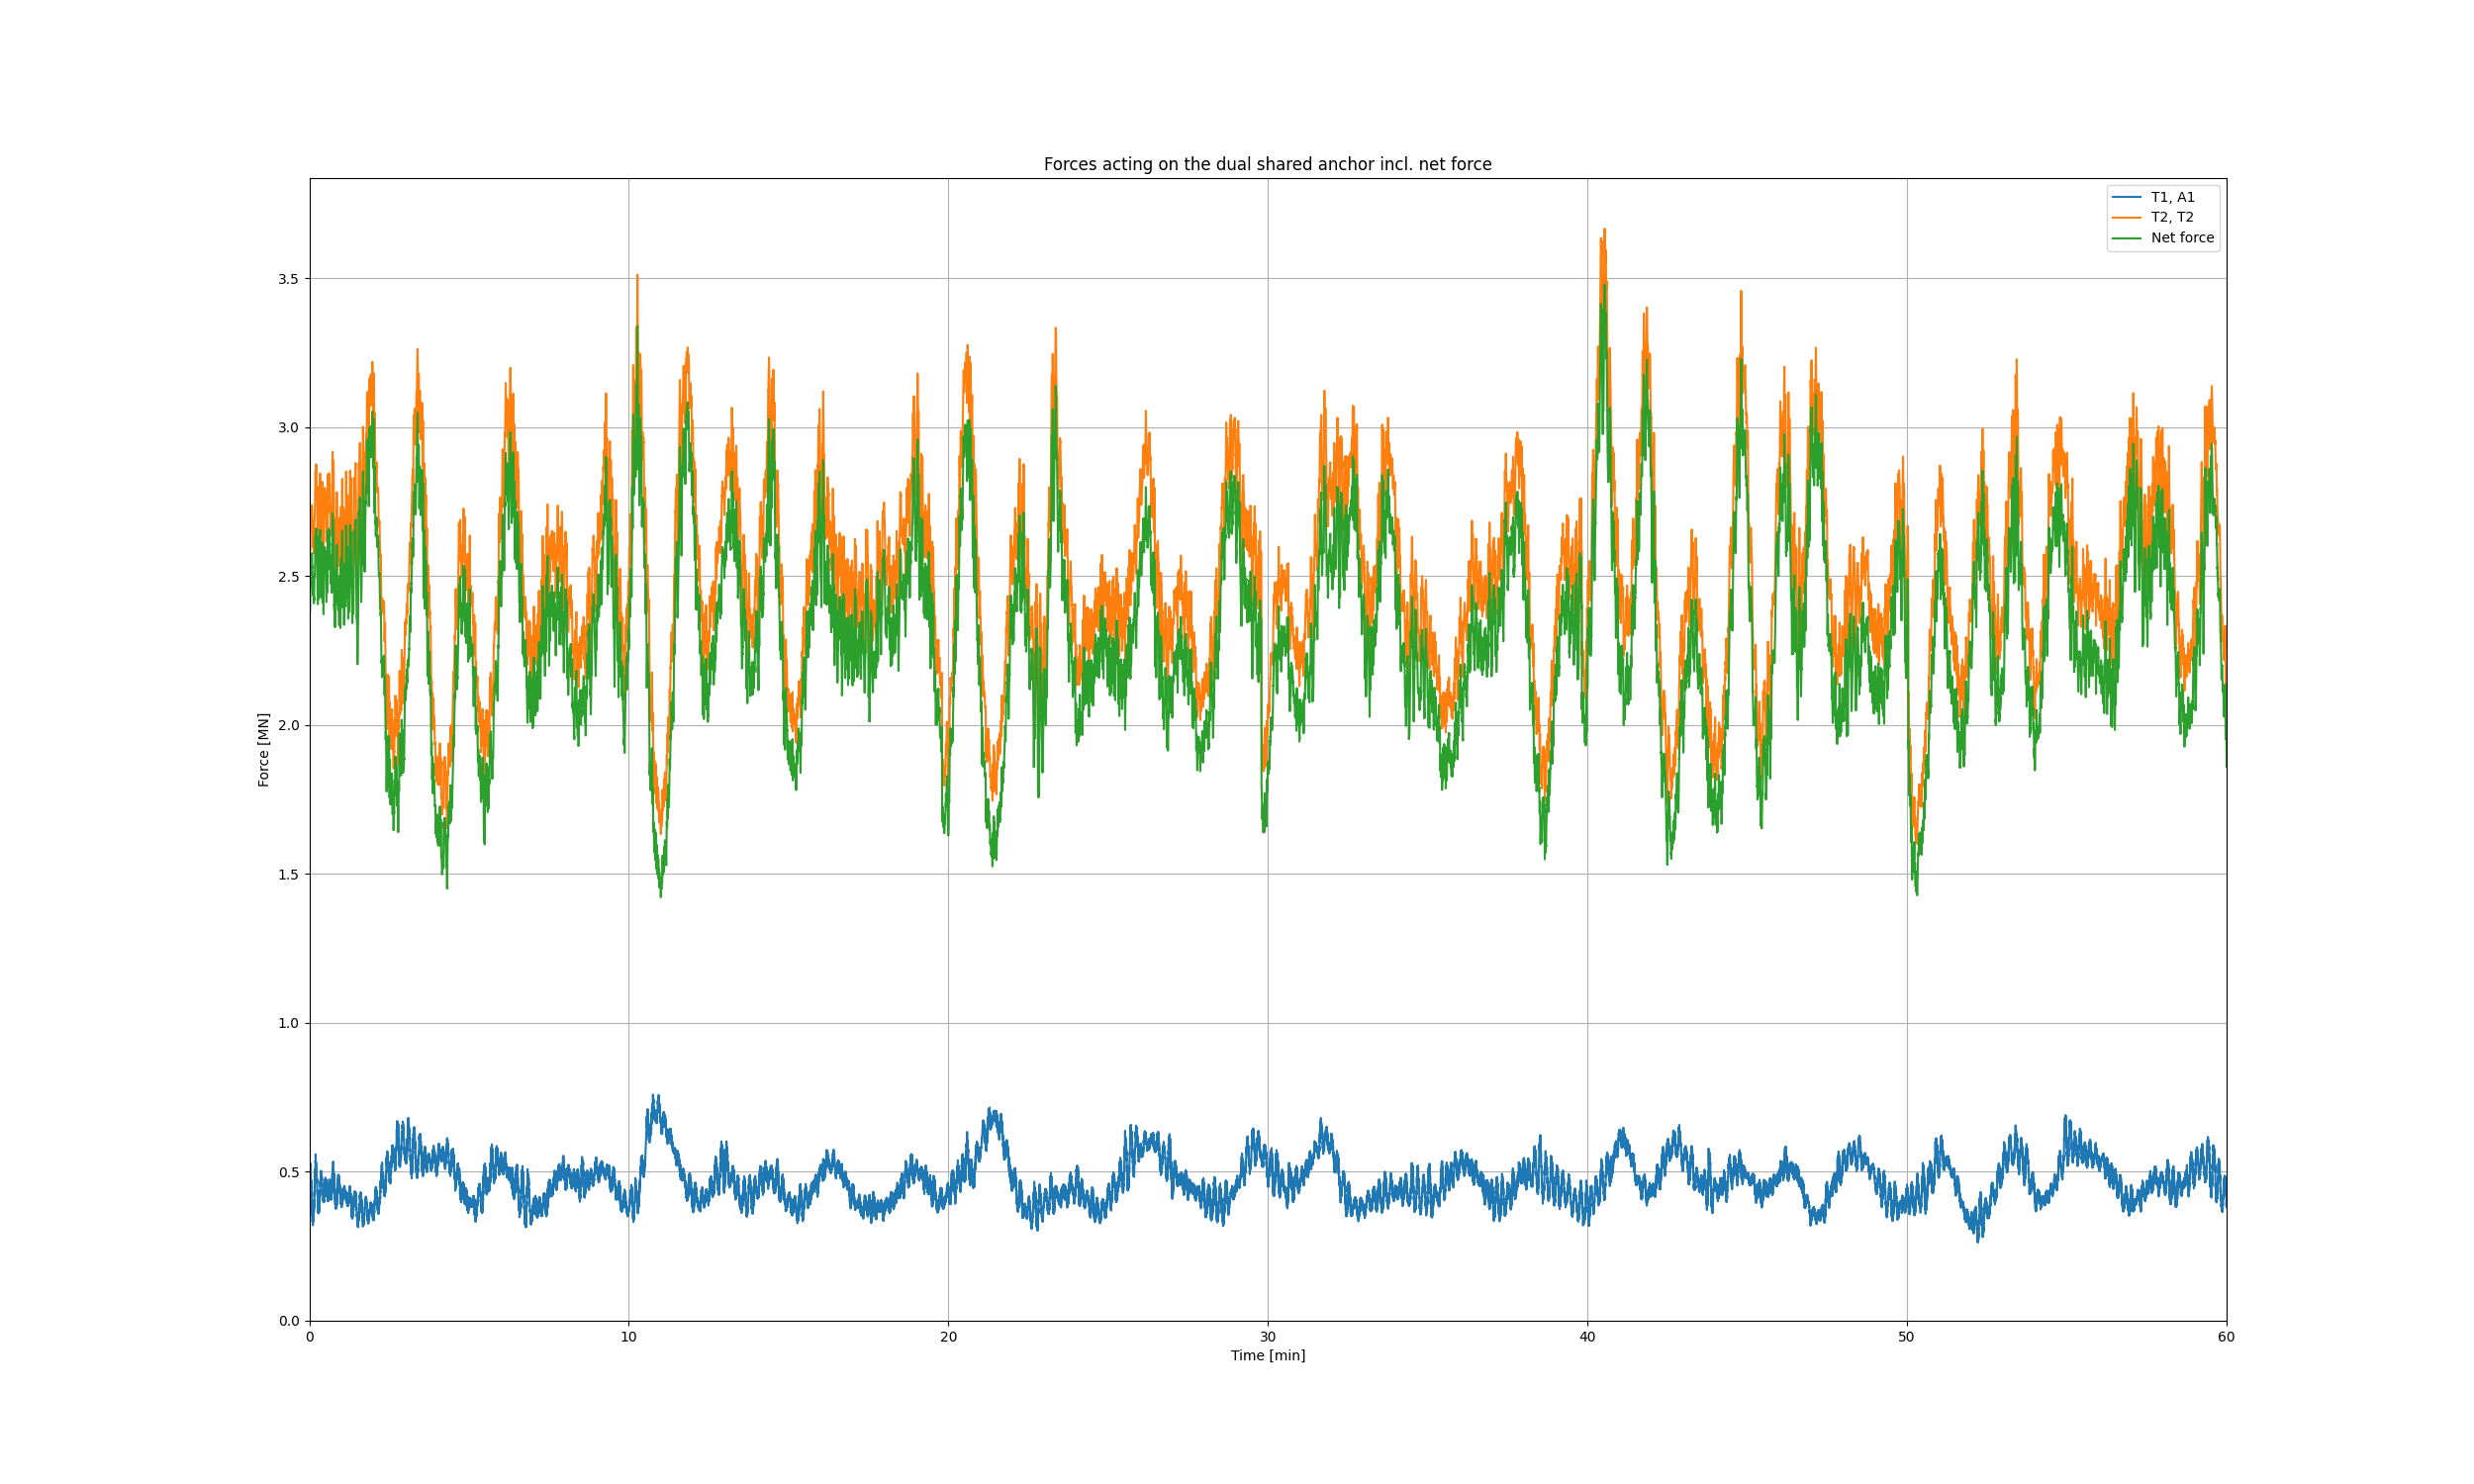 Forces acting on the dual shared anchor incl. net force
T1, A1
T2, T2
Net force
3.5
3.0
2.5
2.0
1.5
1.0
0.5
0.0
Force [MN]
0 10 20 30 40 50 60
Time [min]